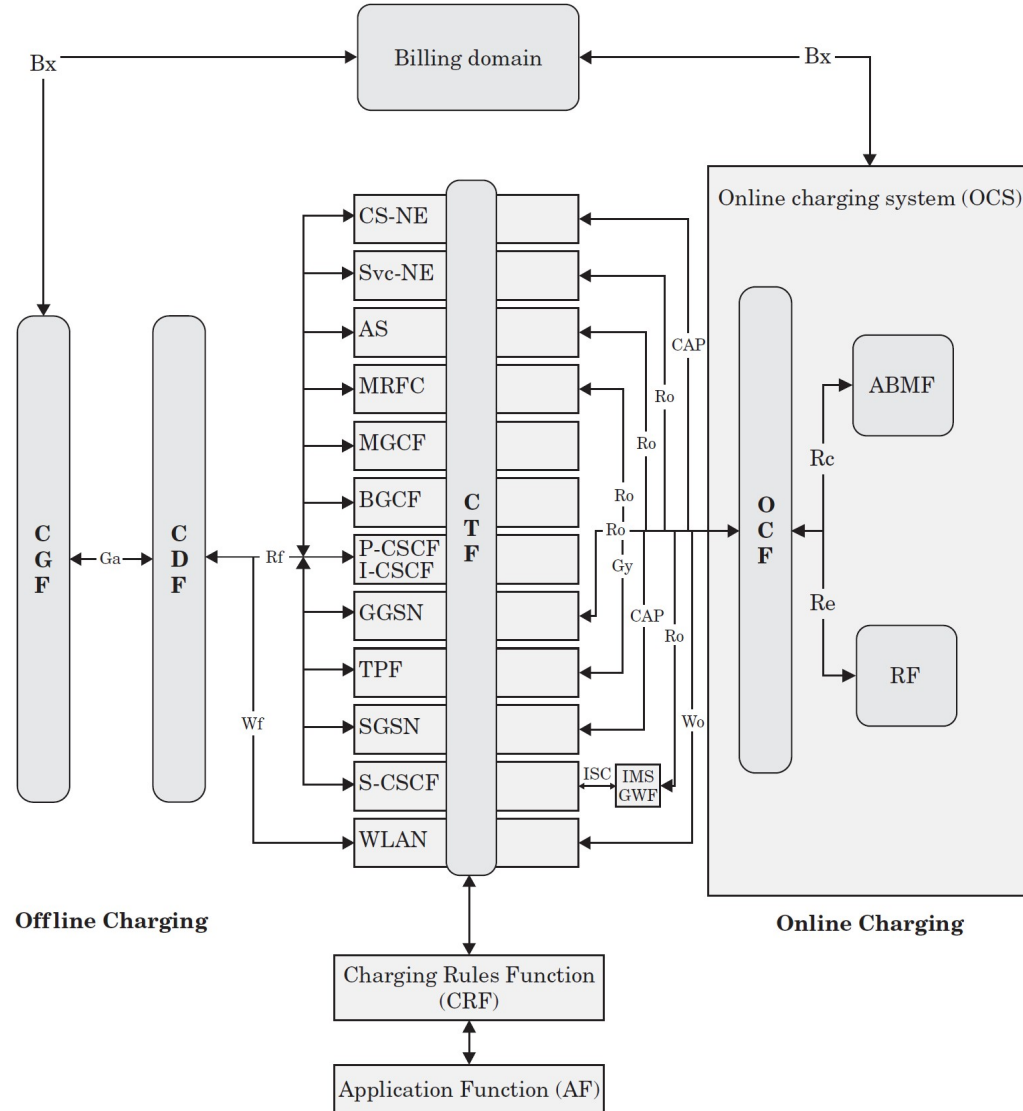 Bx
Billing domain
Bx
Online charging system (OCS)
CS-NE
Svc-NE
AS
MRFC
MGCF
BGCF
P-CSCF
I-CSCF
GGSN
TPF
SGSN
S-CSCF
WLAN
C
T
F
C
G
F
Ga
C
D
F
Rf
Wf
CAP
Ro
Ro
Ro
Ro
Gy
CAP
Ro
Wo
ISC
IMS
GWF
O
C
F
ABMF
Rc
Re
RF
Offline Charging
Online Charging
Charging Rules Function
(CRF)
Application Function (AF)